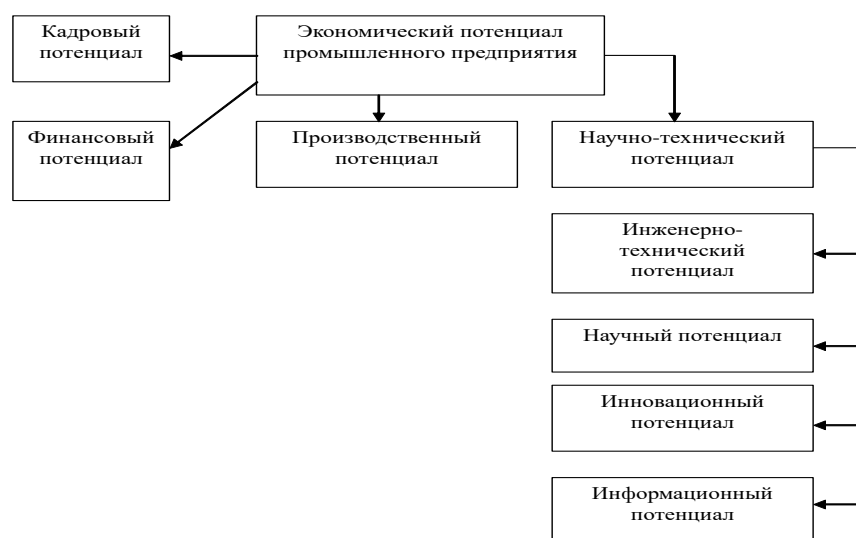 Кадровый
потенциал
Экономический потенциал
промышленного предприятия
Финансовый
потенциал
Производственный
потенциал
Научно-технический
потенциал
Инженерно-
технический
потенциал
Научный потенциал
Инновационный
потенциал
Информационный
потенциал